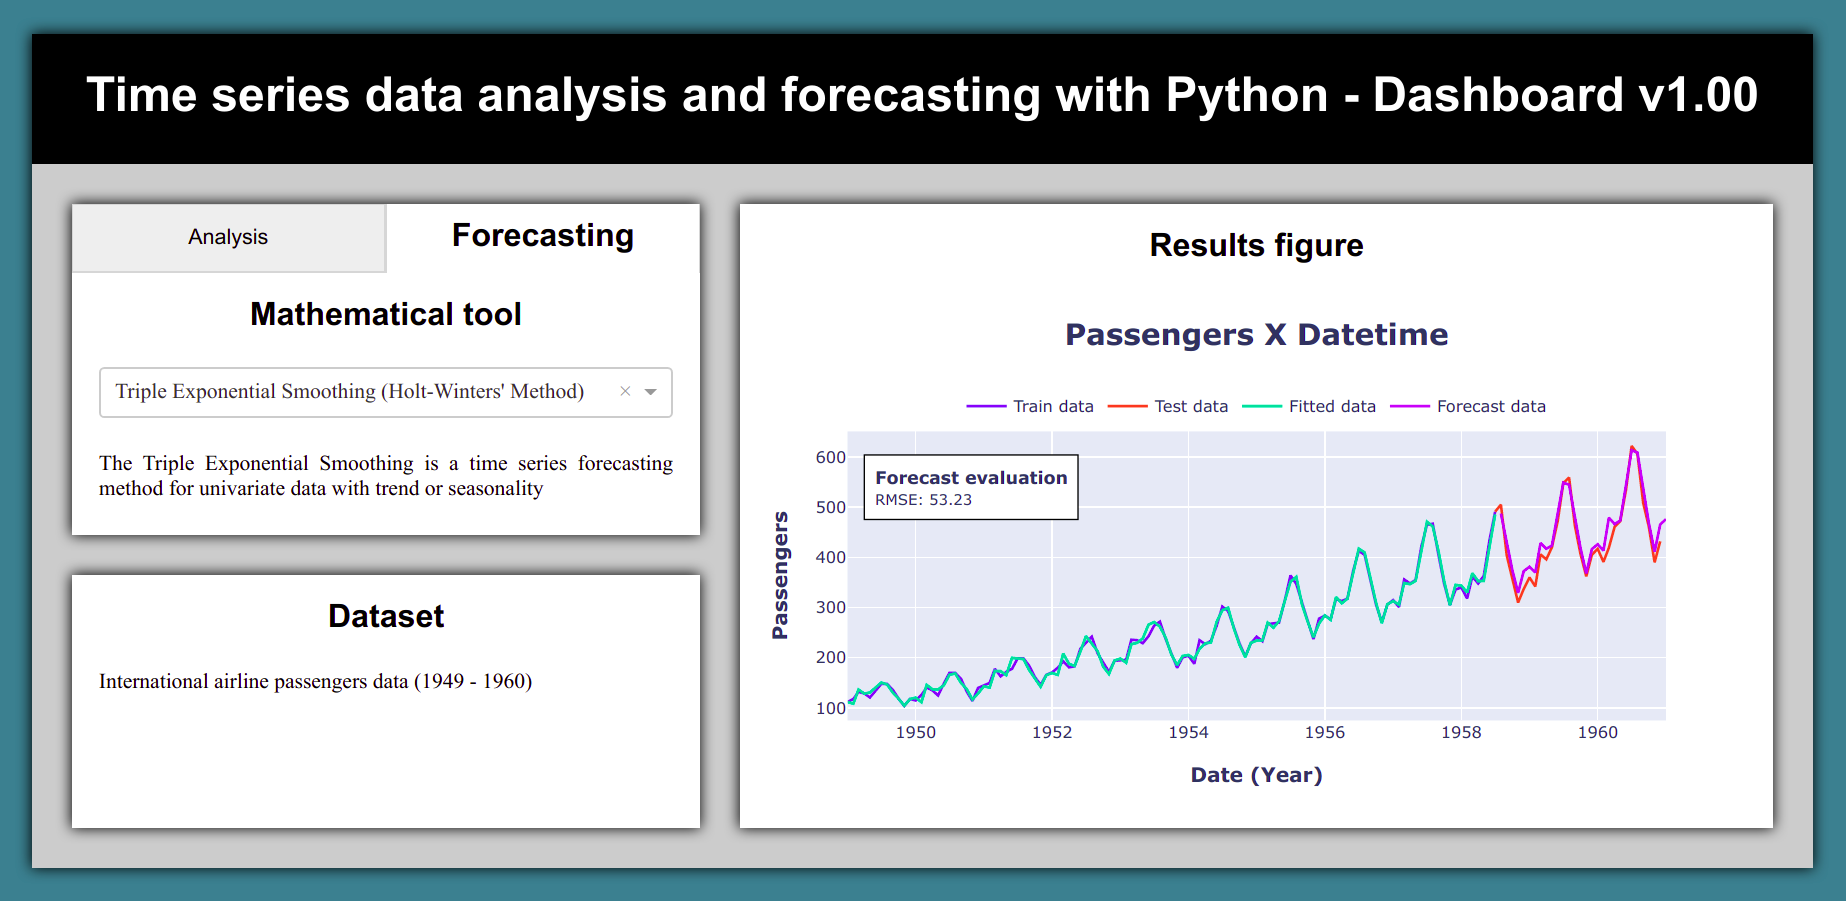 Time series data analysis and forecasting with Python - Dashboard v1.00
Analysis
Forecasting
Mathematical tool
Triple Exponential Smoothing (Holt-Winters' Method) ×
The Triple Exponential Smoothing is a time series forecasting
method for univariate data with trend or seasonality
Dataset
International airline passengers data (1949 - 1960)
Results figure
Passengers X Datetime
Train data
Test data
Fitted data
Forecast data
Forecast evaluation
RMSE: 53.23
Passengers
600
500
400
300
200
100
1950
1952
1954
1956
1958
1960
Date (Year)